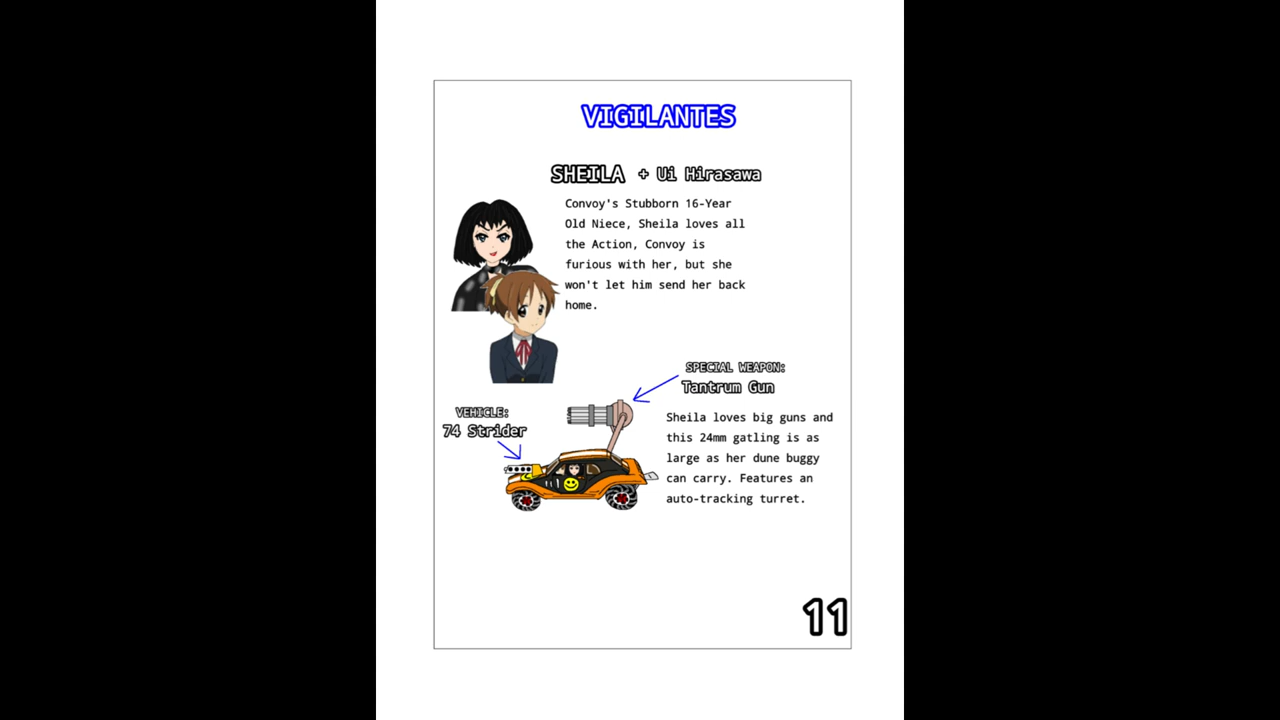 VIGILANTES
SHEILA + Ui Hirasawa
Convoy's Stubborn 16-Year
Old Niece, Sheila loves all
the Action, Convoy is
furious with her, but she
won't let him send her back
home.
SPECIAL WEAPON:
Tantrum Gun
VEHICLE:
74 Strider
Sheila loves big guns and
this 24mm gatling is as
large as her dune buggy
can carry. Features an
auto-tracking turret.
11